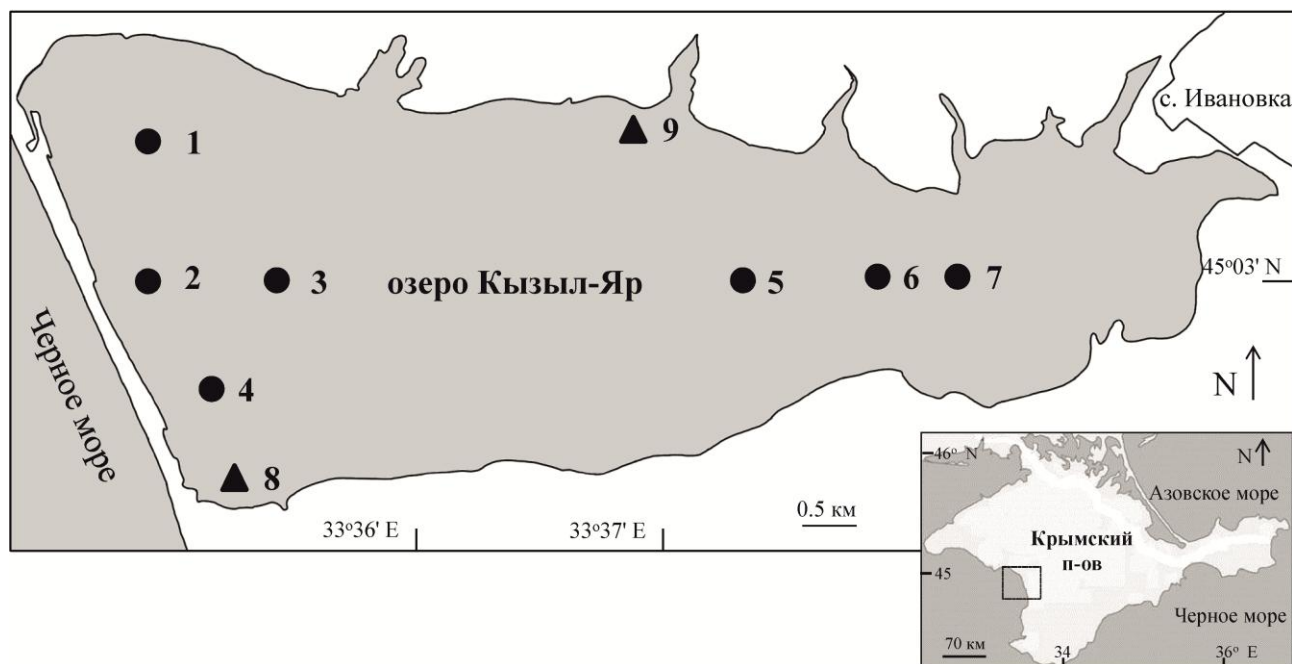 с. Ивановка
1
9
2
3
озеро Кызыл-Яр
5
6
7
45°03' N
Черное море
4
N
8
33°36' E
33°37' E
0.5 км
46° N
N
Азовское море
Крымский
п-ов
45
Черное море
70 км
34
36° E